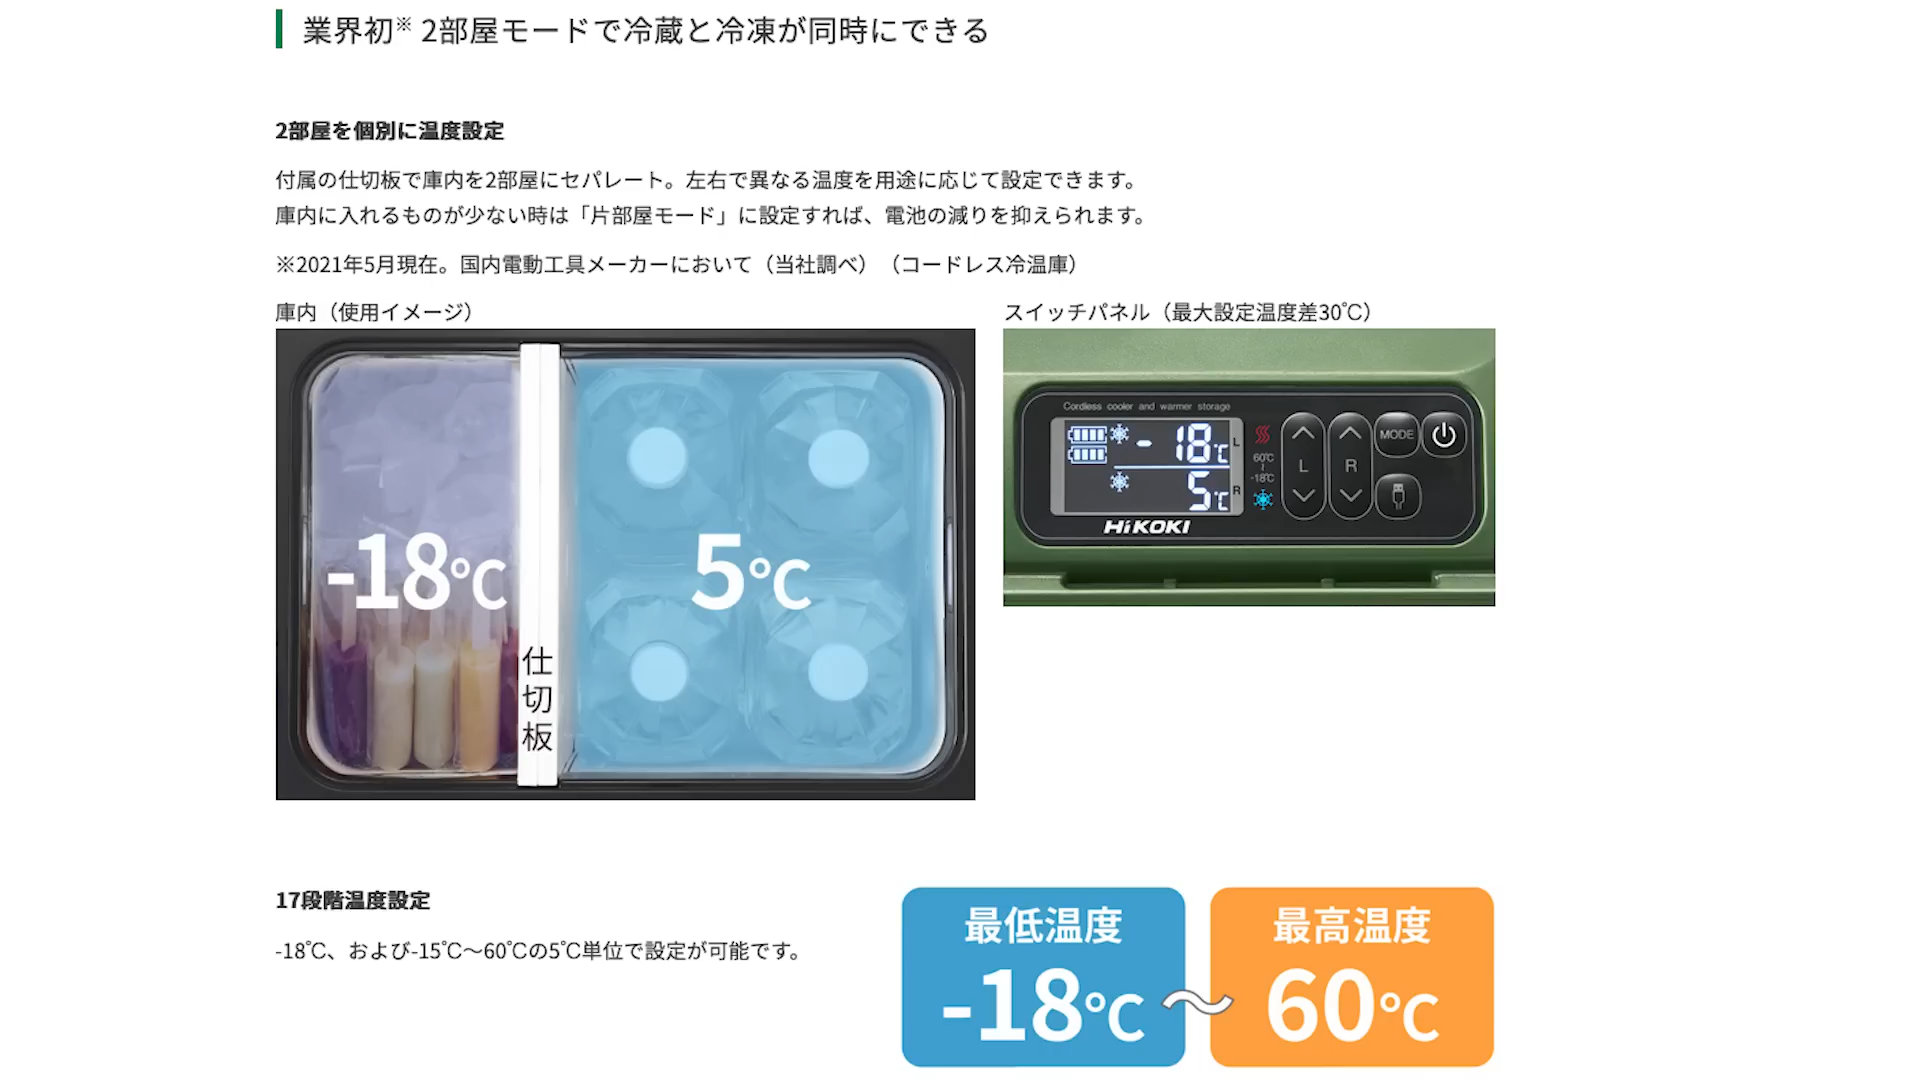 業界初※ 2部屋モードで冷蔵と冷凍が同時にできる
2部屋を個別に温度設定
付属の仕切板で庫内を2部屋にセパレート。左右で異なる温度を用途に応じて設定できます。
庫内に入れるものが少ない時は「片部屋モード」に設定すれば、電池の減りを抑えられます。
※2021年5月現在。国内電動工具メーカーにおいて（当社調べ）（コードレス冷温庫）
庫内（使用イメージ）
-18℃
5℃
仕切板
スイッチパネル（最大設定温度差30℃）
Cordless cooler and warmer storage
-18℃ L
5℃ R
60℃
~
-18℃
L
R
MODE
HiKOKI
17段階温度設定
-18℃、および-15℃～60℃の5℃単位で設定が可能です。
最低温度
-18℃
～
最高温度
60℃